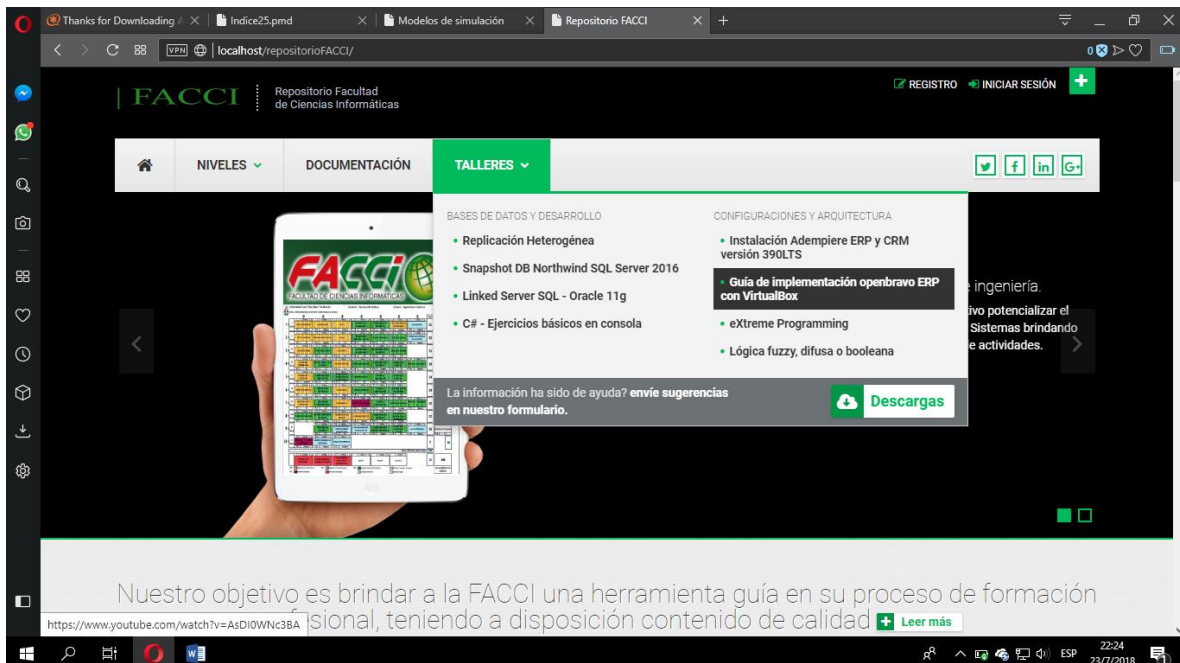 Thanks for Downloading A
Indice25.pmd
Modelos de simulación
Repositorio FACCI
VPN
localhost/repositorioFACCI/
0
| FACCI
Repositorio Facultad
de Ciencias Informáticas
REGISTRO
INICIAR SESIÓN
NIVELES
DOCUMENTACIÓN
TALLERES
f
in
G+
BASES DE DATOS Y DESARROLLO
• Replicación Heterogénea
• Snapshot DB Northwind SQL Server 2016
• Linked Server SQL - Oracle 11g
• C# - Ejercicios básicos en consola
CONFIGURACIONES Y ARQUITECTURA
• Instalación Adempiere ERP y CRM
versión 390LTS
• Guía de implementación openbravo ERP
con VirtualBox
• eXtreme Programming
• Lógica fuzzy, difusa o booleana
La información ha sido de ayuda? envíe sugerencias
en nuestro formulario.
Descargas
FACCI
FACULTAD DE CIENCIAS INFORMÁTICAS
e ingeniería.
ivo potencializar el
Sistemas brindando
e actividades.
Nuestro objetivo es brindar a la FACCI una herramienta guía en su proceso de formación
sional, teniendo a disposición contenido de calidad
Leer más
https://www.youtube.com/watch?v=AsDI0WNc3BA
ESP
22:24
23/7/2018